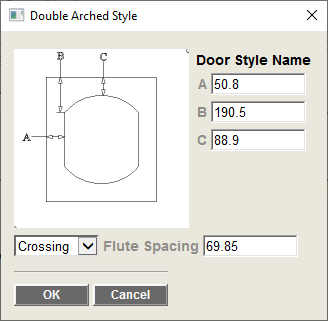 Double Arched Style
B
C
A
Door Style Name
A 50.8
B 190.5
C 88.9
Crossing Flute Spacing 69.85
OK Cancel